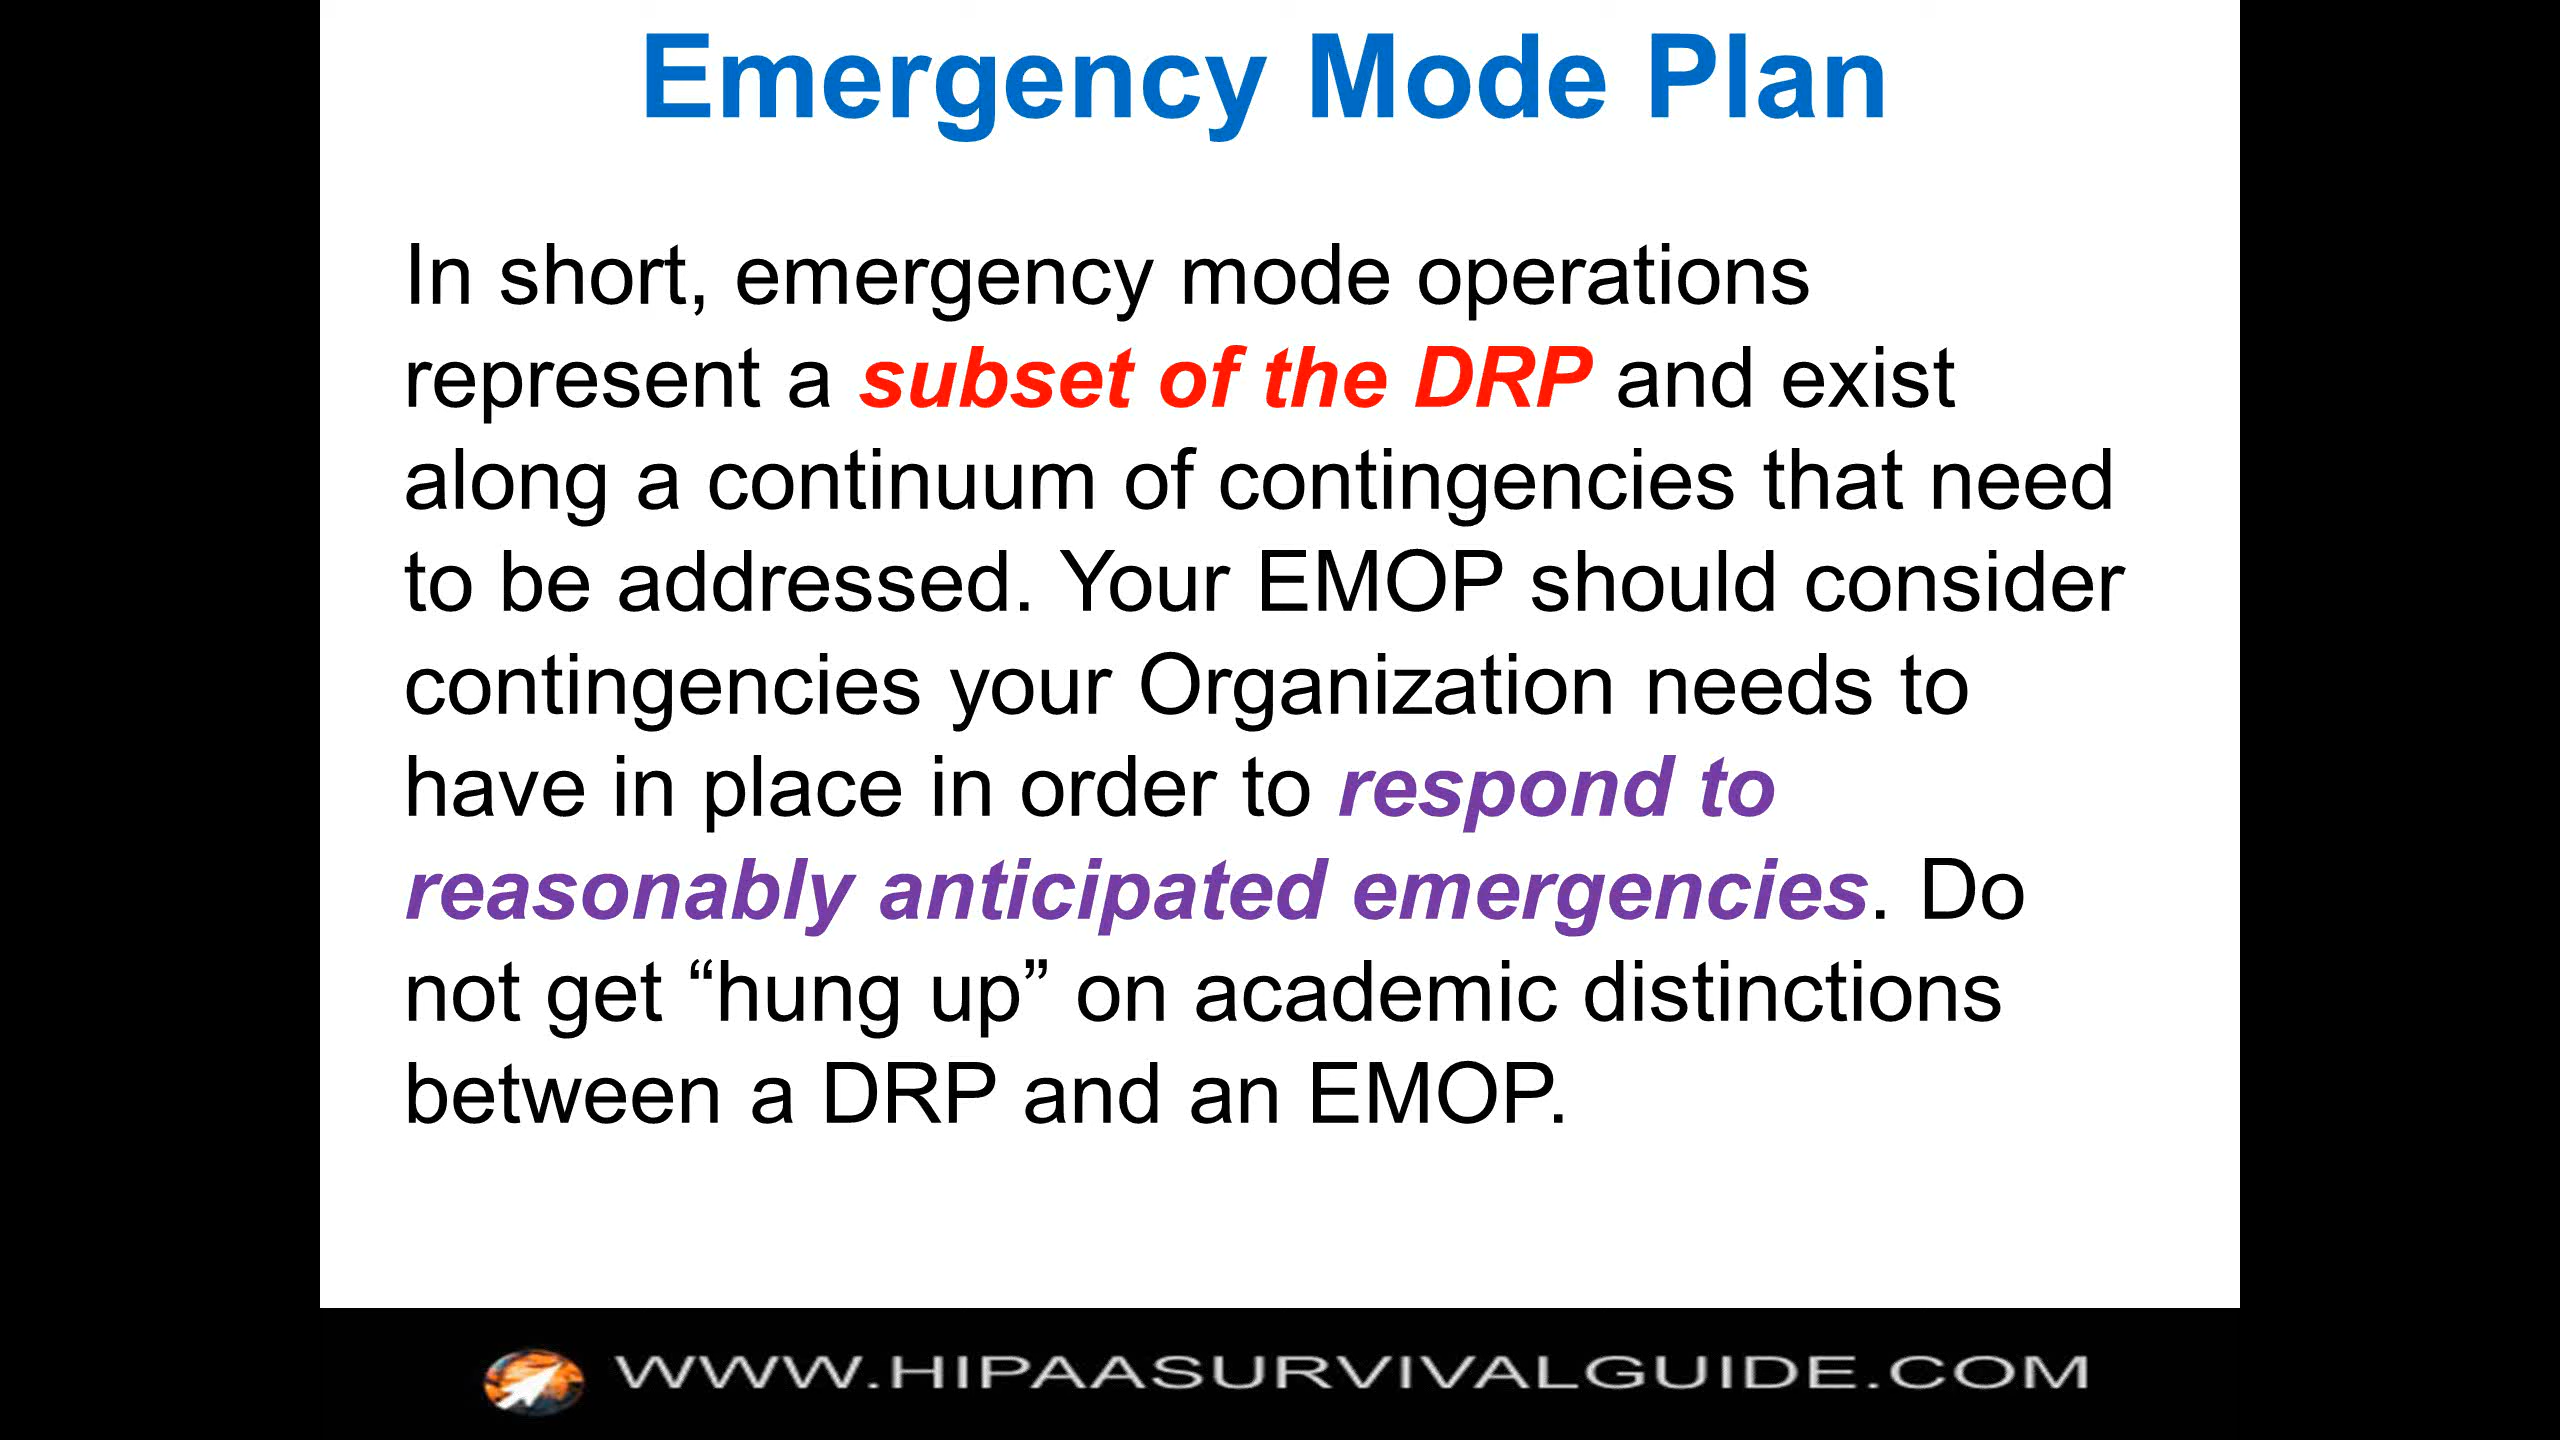 Emergency Mode Plan
In short, emergency mode operations
represent a subset of the DRP and exist
along a continuum of contingencies that need
to be addressed. Your EMOP should consider
contingencies your Organization needs to
have in place in order to respond to
reasonably anticipated emergencies. Do
not get “hung up” on academic distinctions
between a DRP and an EMOP.
WWW.HIPAASURVIVALGUIDE.COM